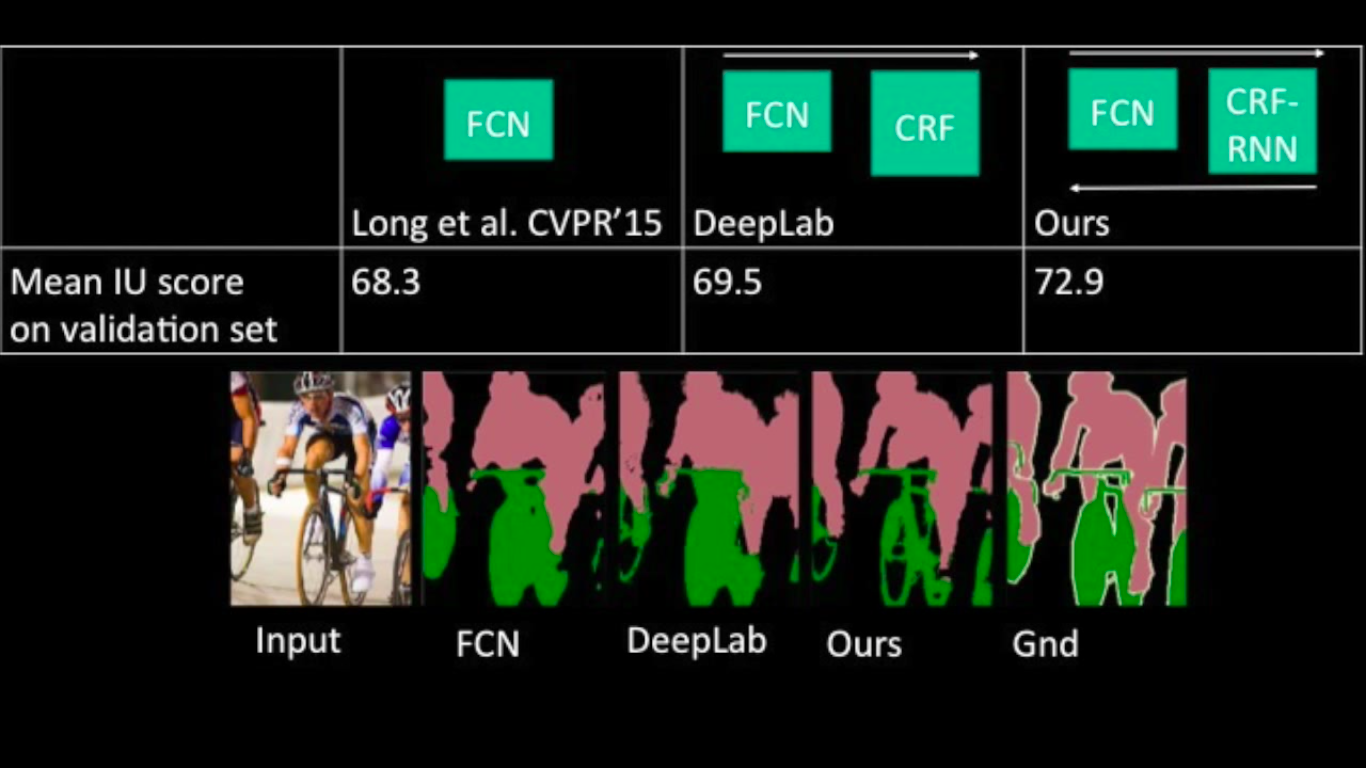 FCN
FCN
CRF
FCN
CRF-
RNN
Long et al. CVPR’15
DeepLab
Ours
Mean IU score
on validation set
68.3
69.5
72.9
Input
FCN
DeepLab
Ours
Gnd